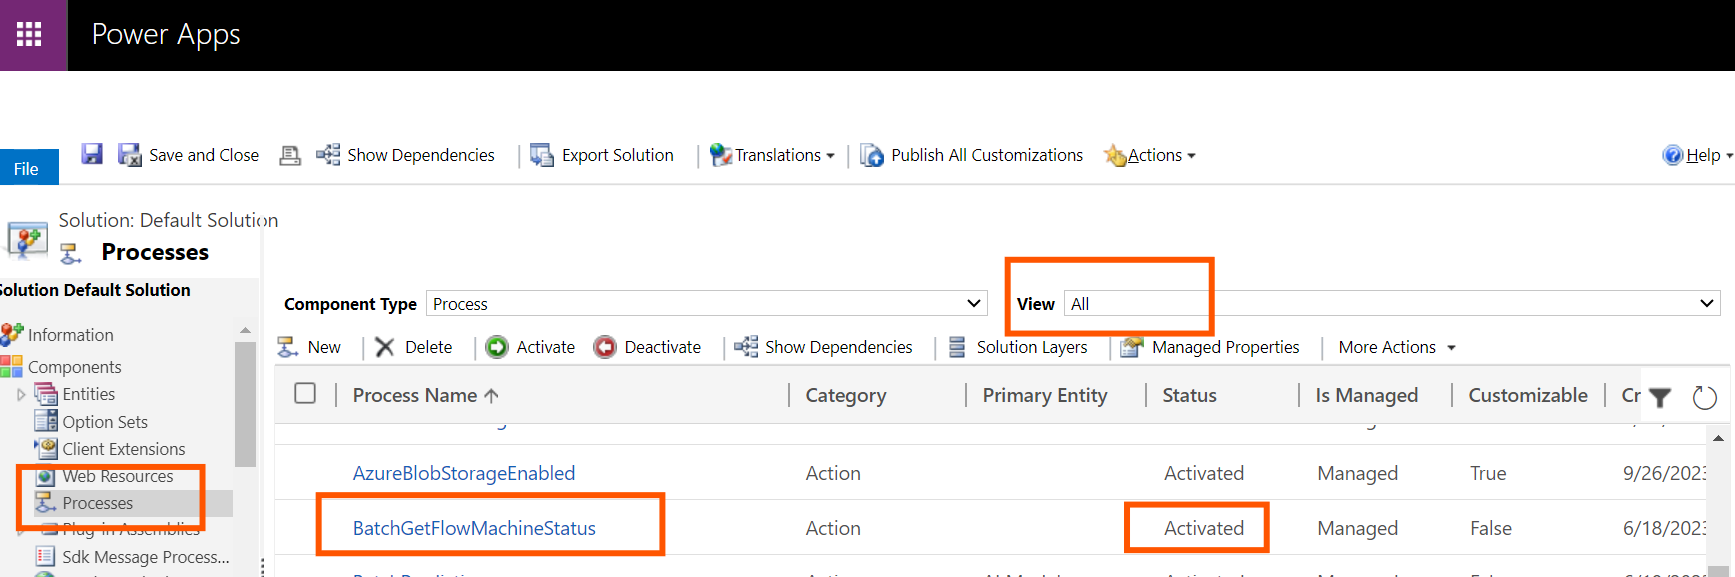 Power Apps
File
Save and Close
Show Dependencies
Export Solution
Translations
Publish All Customizations
Actions
Help
Solution: Default Solution
Processes
Solution Default Solution
Information
Components
Entities
Option Sets
Client Extensions
Web Resources
Processes
Plug-in Assemblies
Sdk Message Process...
Component Type Process
View All
New
Delete
Activate
Deactivate
Show Dependencies
Solution Layers
Managed Properties
More Actions
Process Name Category Primary Entity Status Is Managed Customizable Cr
AzureBlobStorageEnabled Action Activated Managed True 9/26/2023
BatchGetFlowMachineStatus Action Activated Managed False 6/18/2023